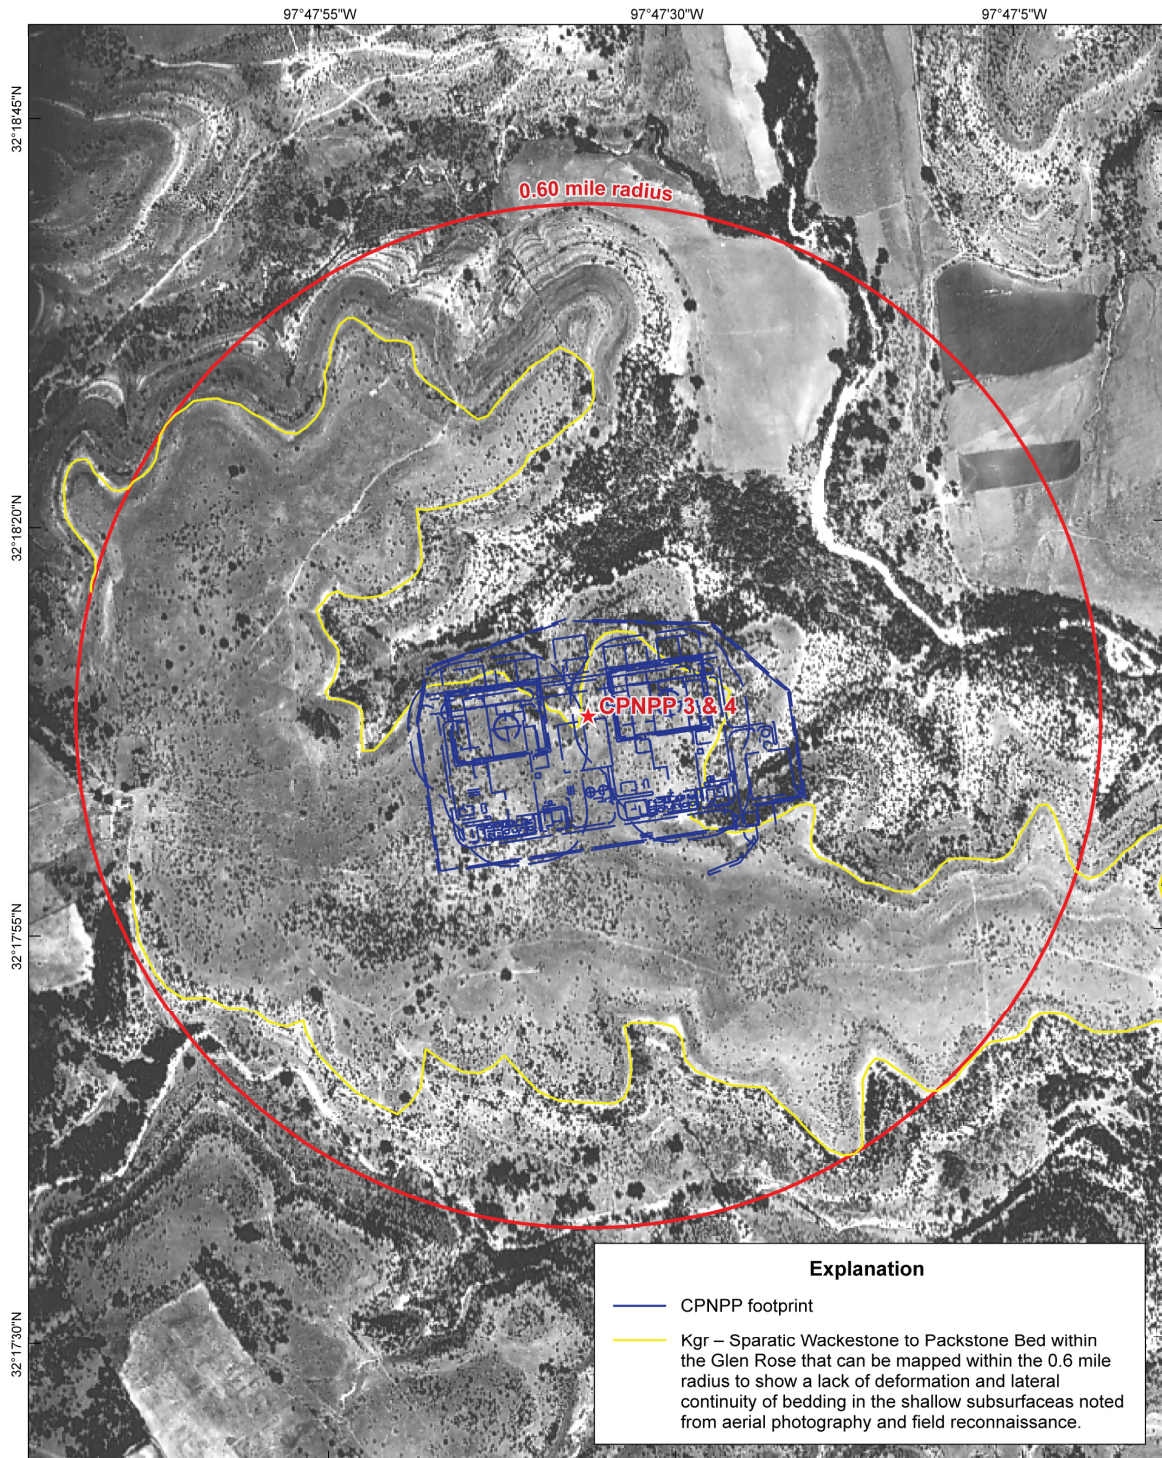 97°47'55"W
97°47'30"W
97°47'5"W
32°18'45"N
0.60 mile radius
32°18'20"N
CPNPP 3 & 4
32°17'55"N
32°17'30"N
Explanation
CPNPP footprint
Kgr – Sparatic Wackestone to Packstone Bed within
the Glen Rose that can be mapped within the 0.6 mile
radius to show a lack of deformation and lateral
continuity of bedding in the shallow subsurfaceas noted
from aerial photography and field reconnaissance.